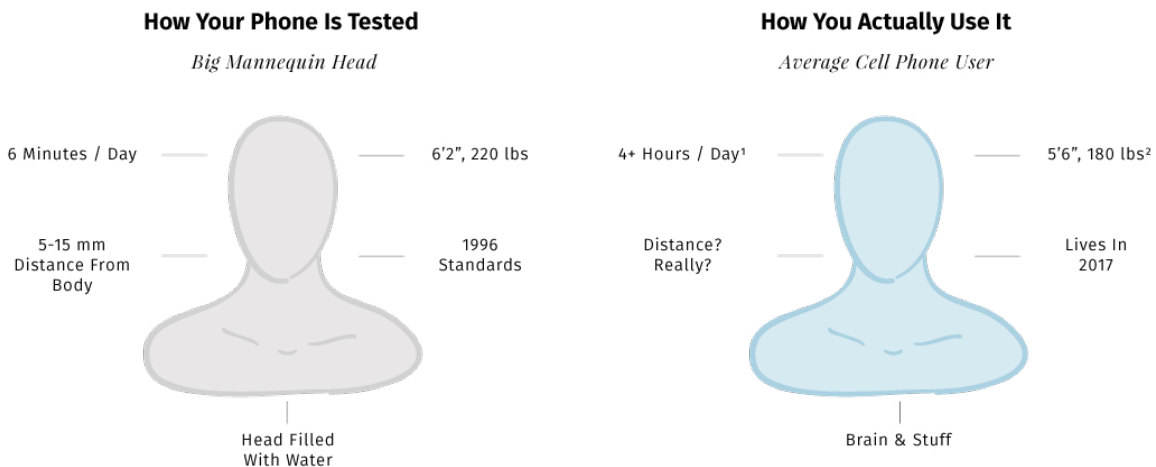 How Your Phone Is Tested
Big Mannequin Head
6 Minutes / Day
6’2”, 220 lbs
5-15 mm
Distance From
Body
1996
Standards
Head Filled
With Water
How You Actually Use It
Average Cell Phone User
4+ Hours / Day¹
5’6”, 180 lbs²
Distance?
Really?
Lives In
2017
Brain & Stuff